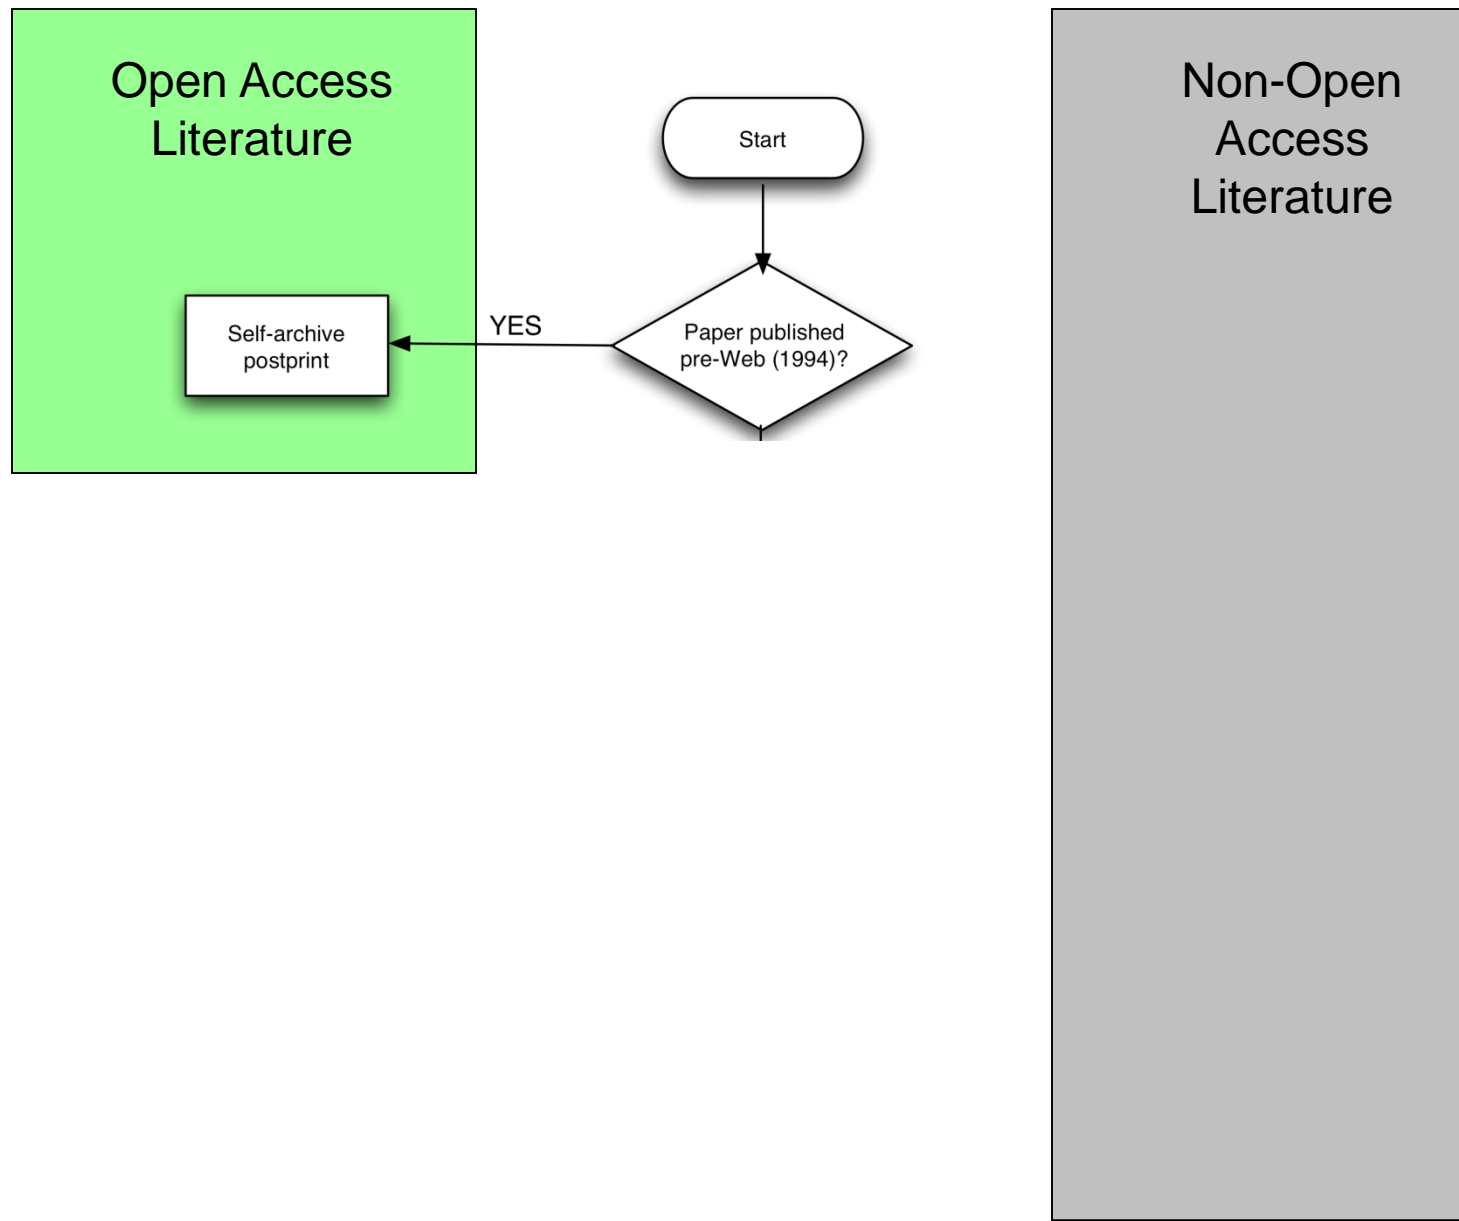 Open Access
Literature
Start
Non-Open
Access
Literature
Self-archive
postprint
YES
Paper published
pre-Web (1994)?